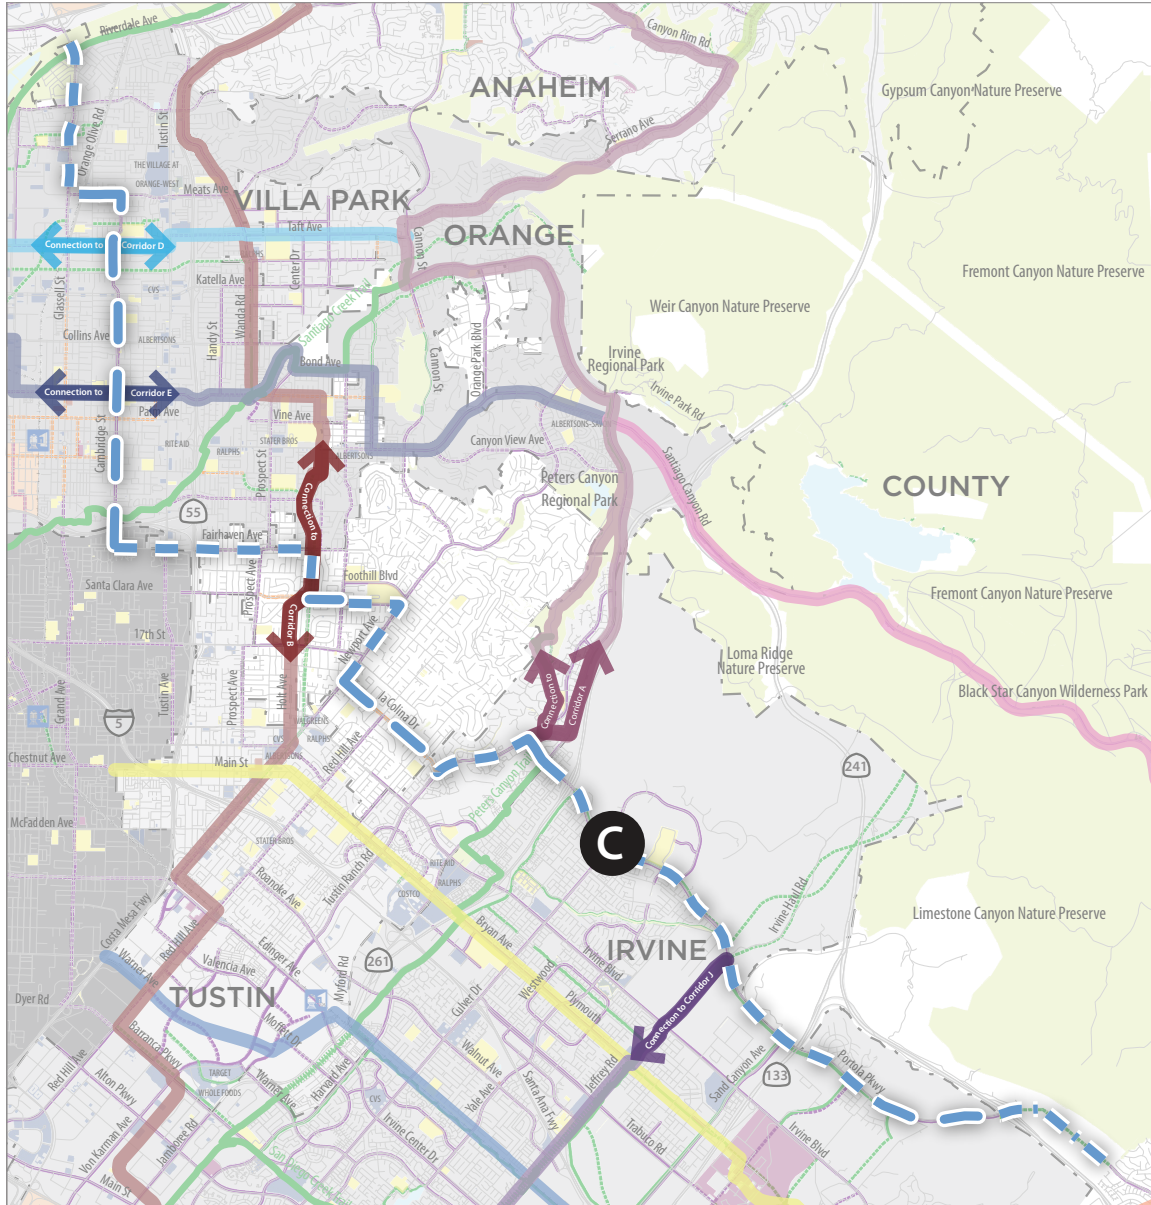 Riverdale Ave
Canyon Rim Rd
ANAHEIM
Gypsum Canyon Nature Preserve
Orange Olive Rd
Tustin St
Serrano Ave
THE VILLAGE AT
ORANGE-WEST
Meats Ave
VILLA PARK
Taft Ave
ORANGE
Cannon St
Connection to
Corridor D
RALPHS
Center Dr
Katella Ave
Fremont Canyon Nature Preserve
Glassell St
CVS
Wanda Rd
Santiago Creek Trail
Weir Canyon Nature Preserve
Collins Ave
ALBERTSONS
Handy St
Bond Ave
Cannon St
Orange Park Blvd
Irvine
Regional Park
Irvine Park Rd
Connection to
Corridor E
Palm Ave
Vine Ave
ALBERTSONS-SAVON
Cambridge St
RITE AID
RALPHS
STATER BROS
Prospect St
ALBERTSONS
Canyon View Ave
Santiago Canyon Rd
Peters Canyon
Regional Park
COUNTY
Connection to
55
Fairhaven Ave
Santa Clara Ave
Prospect Ave
Foothill Blvd
Fremont Canyon Nature Preserve
Corridor B
17th St
Newport Ave
Loma Ridge
Nature Preserve
Grand Ave
Tustin Ave
Prospect Ave
Holt Ave
Connection to
Corridor A
Black Star Canyon Wilderness Park
5
La Colina Dr
WALGREENS
CVS
RALPHS
Red Hill Ave
Chestnut Ave
Main St
ALBERTSONS
241
Peters Canyon Trail
McFadden Ave
STATER BROS
C
Tustin Ranch Rd
RITE AID
RALPHS
COSTCO
Roanoke Ave
Irvine Haul Rd
Costa Mesa Fwy
Red Hill Ave
Bryan Ave
Limestone Canyon Nature Preserve
Edinger Ave
Irvine Blvd
IRVINE
Warner Ave
Valencia Ave
261
Myford Rd
Westwood
Dyer Rd
TUSTIN
Culver Dr
Plymouth
Connection to Corridor J
Moffett Dr
Barranca Pkwy
Walnut Ave
Jeffrey Rd
Sand Canyon Ave
Portola Pkwy
Red Hill Ave
Alton Pkwy
TARGET
WHOLE FOODS
Warner Ave
Harvard Ave
CVS
Yale Ave
Santa Ana Fwy
133
Von Karman Ave
Jamboree Rd
Irvine Center Dr
Trabuco Rd
Irvine Blvd
Main St